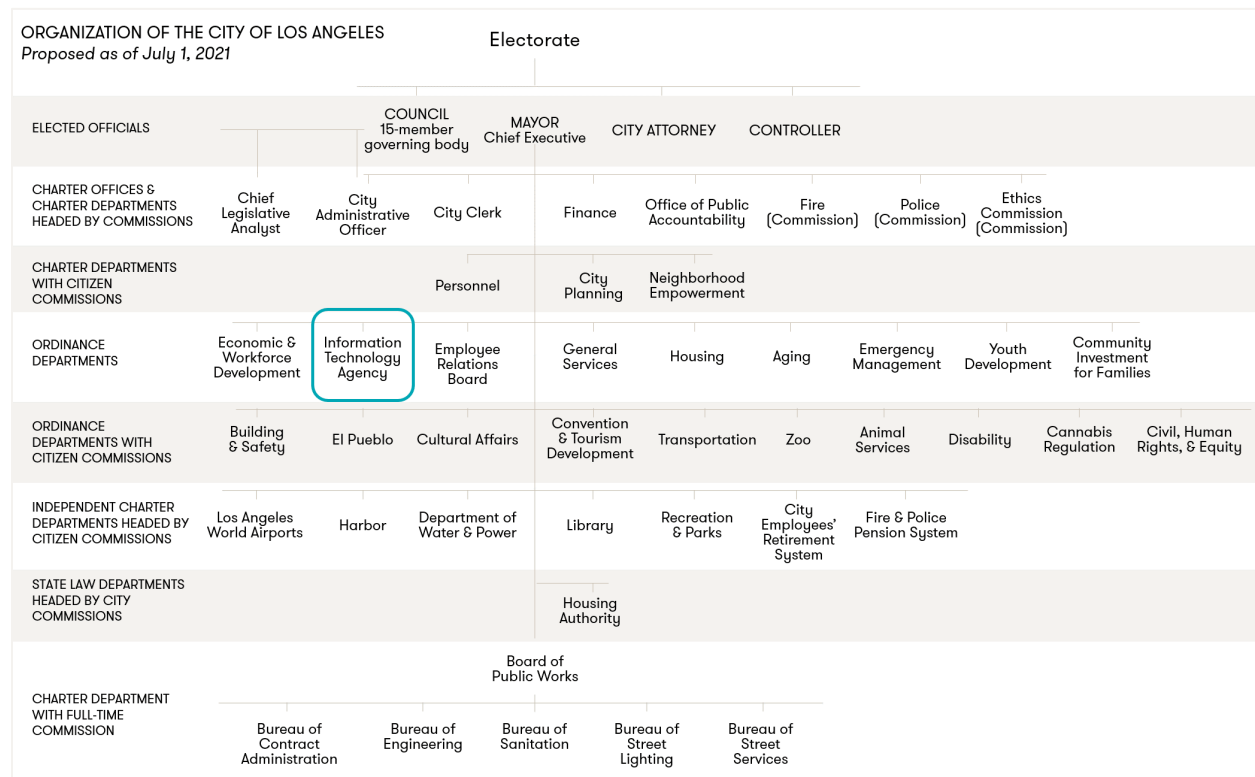 ORGANIZATION OF THE CITY OF LOS ANGELES
Proposed as of July 1, 2021
Electorate
ELECTED OFFICIALS
COUNCIL
15-member
governing body
MAYOR
Chief Executive
CITY ATTORNEY
CONTROLLER
CHARTER OFFICES &
CHARTER DEPARTMENTS
HEADED BY COMMISSIONS
Chief
Legislative
Analyst
City
Administrative
Officer
City Clerk
Finance
Office of Public
Accountability
Fire
(Commission)
Police
(Commission)
Ethics
Commission
(Commission)
CHARTER DEPARTMENTS
WITH CITIZEN
COMMISSIONS
Personnel
City
Planning
Neighborhood
Empowerment
ORDINANCE
DEPARTMENTS
Economic &
Workforce
Development
Information
Technology
Agency
Employee
Relations
Board
General
Services
Housing
Aging
Emergency
Management
Youth
Development
Community
Investment
for Families
ORDINANCE
DEPARTMENTS WITH
CITIZEN COMMISSIONS
Building
& Safety
El Pueblo
Cultural Affairs
Convention
& Tourism
Development
Transportation
Zoo
Animal
Services
Disability
Cannabis
Regulation
Civil, Human
Rights, & Equity
INDEPENDENT CHARTER
DEPARTMENTS HEADED BY
CITIZEN COMMISSIONS
Los Angeles
World Airports
Harbor
Department of
Water & Power
Library
Recreation
& Parks
City
Employees’
Retirement
System
Fire & Police
Pension System
STATE LAW DEPARTMENTS
HEADED BY CITY
COMMISSIONS
Housing
Authority
Board of
Public Works
CHARTER DEPARTMENT
WITH FULL-TIME
COMMISSION
Bureau of
Contract
Administration
Bureau of
Engineering
Bureau of
Sanitation
Bureau of
Street
Lighting
Bureau of
Street
Services